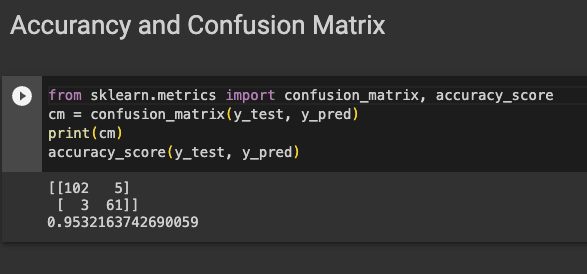 Accurancy and Confusion Matrix
from sklearn.metrics import confusion_matrix, accuracy_score
cm = confusion_matrix(y_test, y_pred)
print(cm)
accuracy_score(y_test, y_pred)
[[102   5]
 [  3  61]]
0.9532163742690059